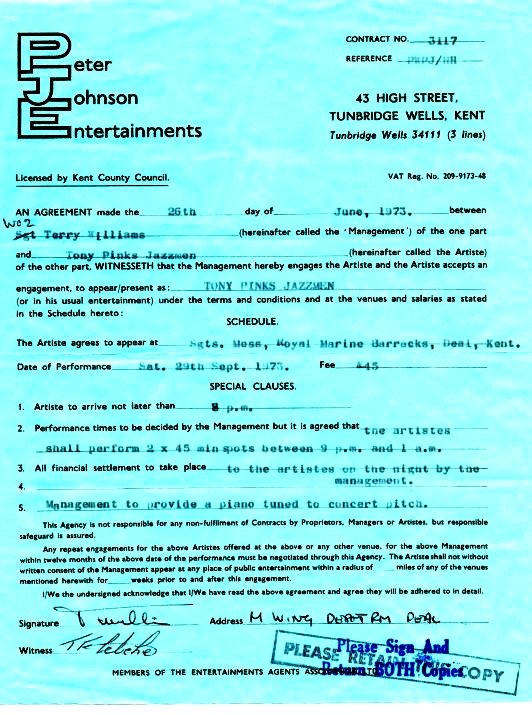 Peter
Johnson
Entertainments
CONTRACT NO. 3117
REFERENCE
43 HIGH STREET,
TUNBRIDGE WELLS, KENT
Tunbridge Wells 34111 (3 lines)
Licensed by Kent County Council.
VAT Reg. No. 209-9173-48
AN AGREEMENT made the 26th day of June, 1973. between
WO2
Sgt Terry Williams (hereinafter called the 'Management') of the one part
and Tony Pinks Jazzmen (hereinafter called the Artiste)
of the other part, WITNESSETH that the Management hereby engages the Artiste and the Artiste accepts an
engagement, to appear/present as: TONY PINKS JAZZMEN
(or in his usual entertainment) under the terms and conditions and at the venues and salaries as stated
in the Schedule hereto:
SCHEDULE.
The Artiste agrees to appear at Sgts. Mess, Royal Marine Barracks, Deal, Kent.
Date of Performance Sat. 29th Sept. 1973. Fee £45
SPECIAL CLAUSES.
1. Artiste to arrive not later than 8 p.m.
2. Performance times to be decided by the Management but it is agreed that the artistes
shall perform 2 x 45 min spots between 9 p.m. and 1 a.m.
3. All financial settlement to take place to the artistes on the night by the
4. management.
5. Management to provide a piano tuned to concert pitch.
This Agency is not responsible for any non-fulfilment of Contracts by Proprietors, Managers or Artistes, but responsible
safeguard is assured.
Any repeat engagements for the above Artistes offered at the above or any other venue, for the above Management
within twelve months of the above date of the performance must be negotiated through this Agency. The Artiste shall not without
written consent of the Management appear at any place of public entertainment within a radius of miles of any of the venues
mentioned herewith for weeks prior to and after this engagement.
I/We the undersigned acknowledge that I/We have read the above agreement and agree they will be adhered to in detail.
Signature Address M WING DEPOT RM DEAL
Witness
PLEASE RETAIN THIS COPY
Please Sign And
Return BOTH Copies
MEMBERS OF THE ENTERTAINMENTS AGENTS